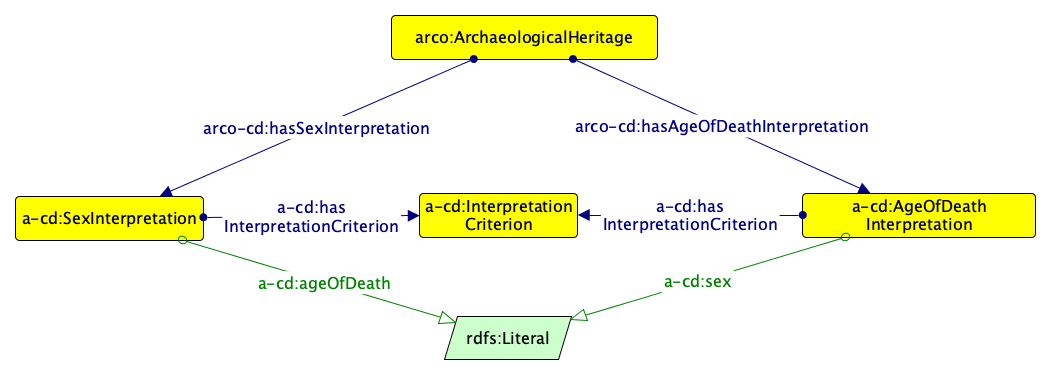 arco:ArchaeologicalHeritage
arco-cd:hasSexInterpretation
arco-cd:hasAgeOfDeathInterpretation
a-cd:SexInterpretation
a-cd:has
InterpretationCriterion
a-cd:Interpretation
Criterion
a-cd:has
InterpretationCriterion
a-cd:AgeOfDeath
Interpretation
a-cd:ageOfDeath
a-cd:sex
rdfs:Literal